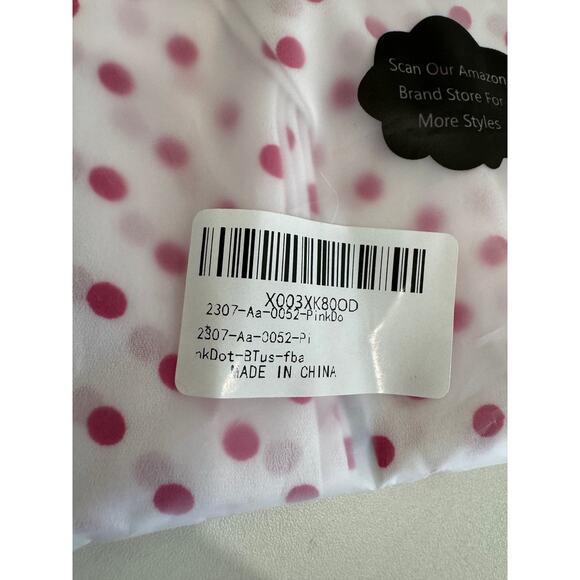 Scan Our Amazon
Brand Store For
More Styles
X003XK80OD
2307-Aa-0052-PinkDo
2307-Aa-0052-Pi
nkDot-BTus-fba
MADE IN CHINA